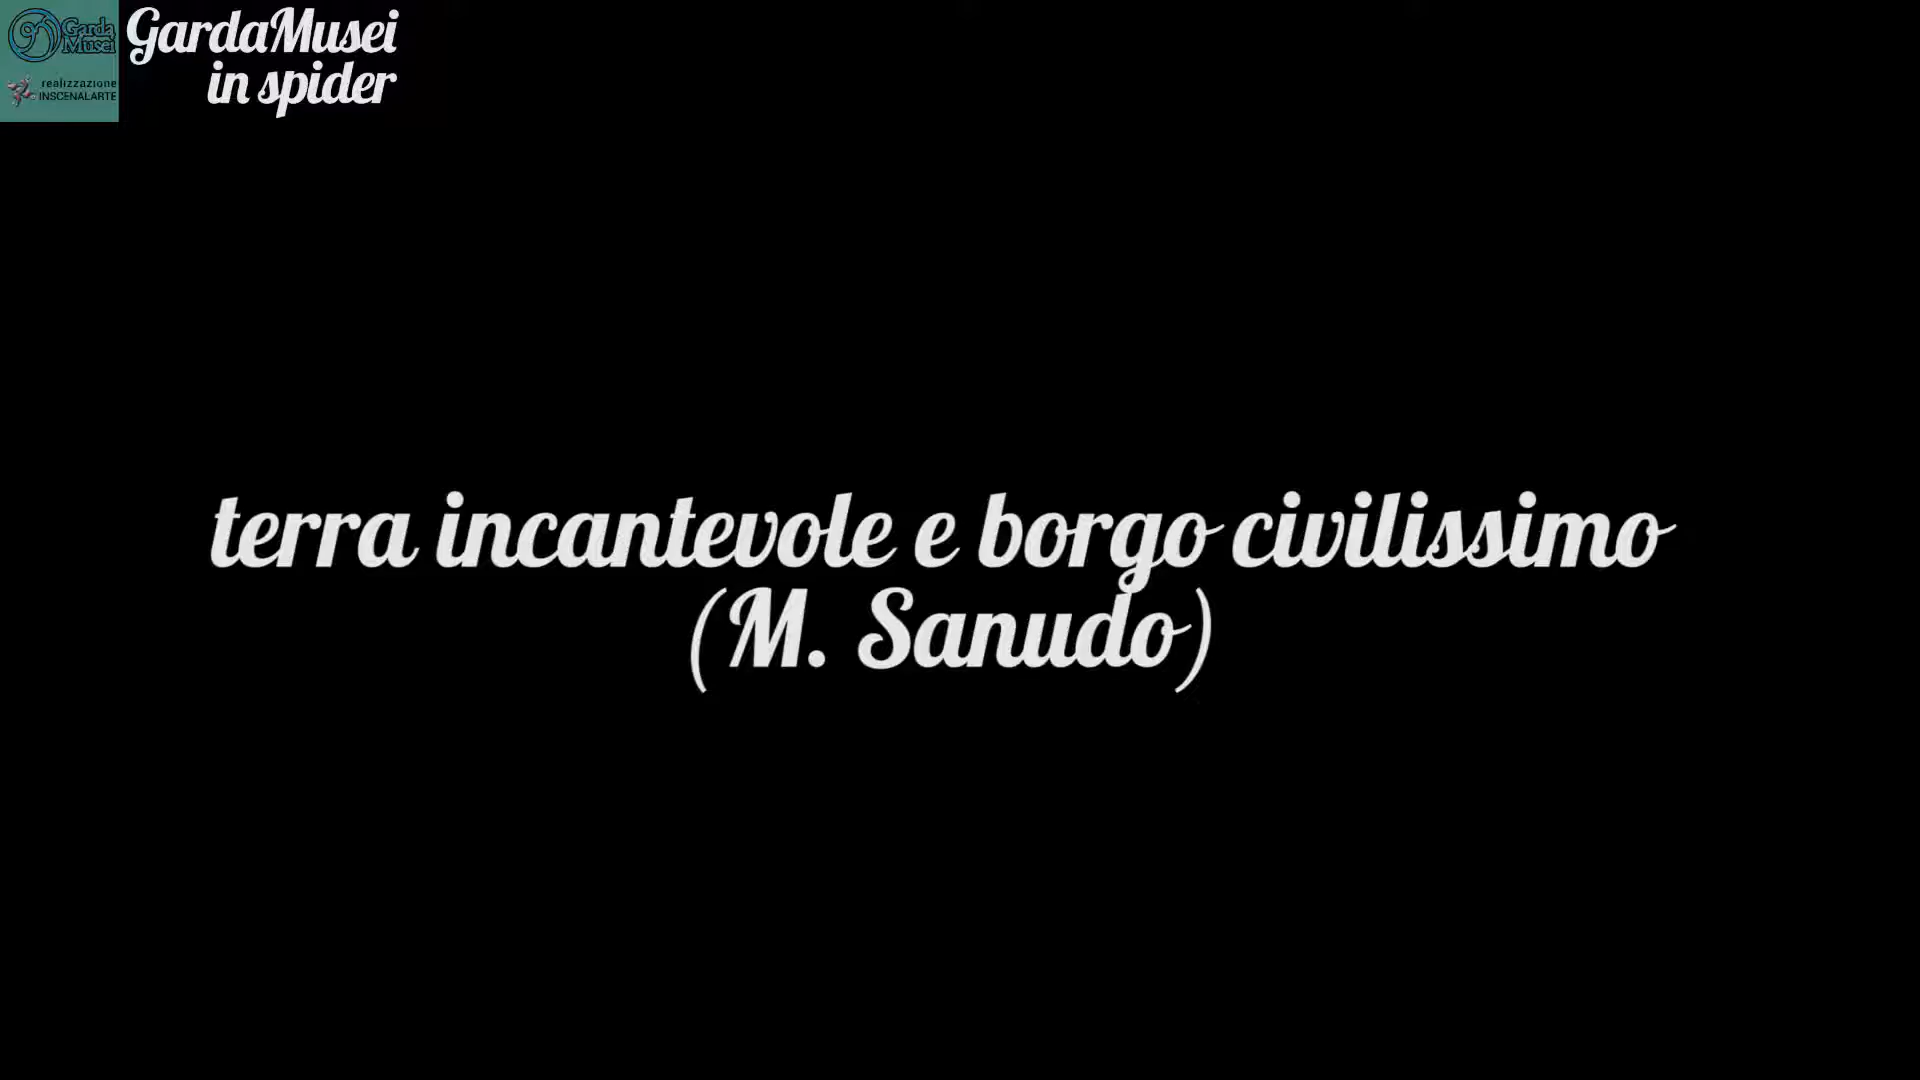 Garda
Musei
realizzazione
INSCENALARTE
GardaMusei
in spider
terra incantevole e borgo civilissimo
(M. Sanudo)